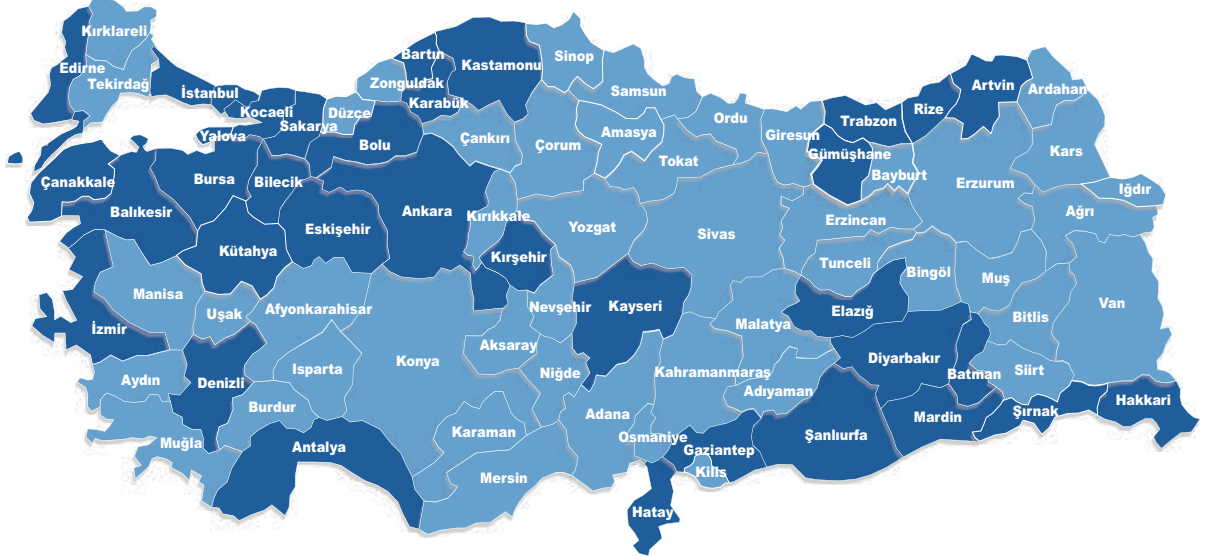 Kırklareli
Edirne
Tekirdağ
İstanbul
Kocaeli
Yalova
Sakarya
Düzce
Zonguldak
Bartın
Karabük
Kastamonu
Sinop
Samsun
Bolu
Çankırı
Çorum
Amasya
Tokat
Ordu
Giresun
Trabzon
Gümüşhane
Rize
Bayburt
Artvin
Ardahan
Kars
Erzurum
Iğdır
Ağrı
Çanakkale
Balıkesir
Bursa
Bilecik
Kütahya
Eskişehir
Ankara
Kırıkkale
Kırşehir
Yozgat
Sivas
Erzincan
Tunceli
Bingöl
Muş
Bitlis
Van
Manisa
Uşak
Afyonkarahisar
İzmir
Nevşehir
Kayseri
Malatya
Elazığ
Aksaray
Konya
Isparta
Denizli
Aydın
Niğde
Kahramanmaraş
Adıyaman
Diyarbakır
Batman
Siirt
Hakkari
Şırnak
Mardin
Burdur
Muğla
Antalya
Karaman
Mersin
Adana
Osmaniye
Gaziantep
Kilis
Şanlıurfa
Hatay